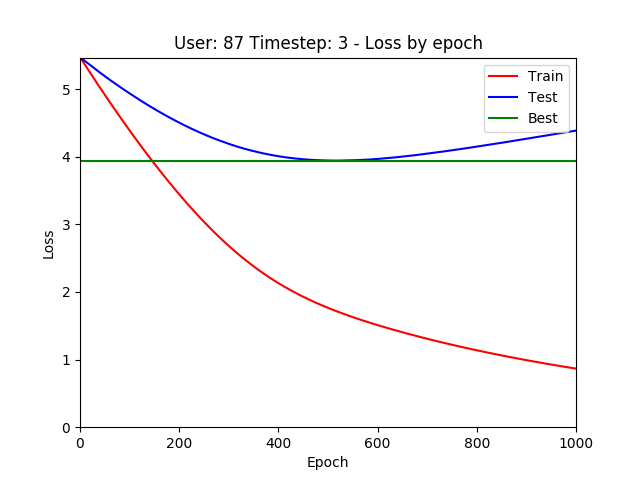 User: 87 Timestep: 3 - Loss by epoch
Train
Test
Best
5
4
3
2
1
0
Loss
0 200 400 600 800 1000
Epoch